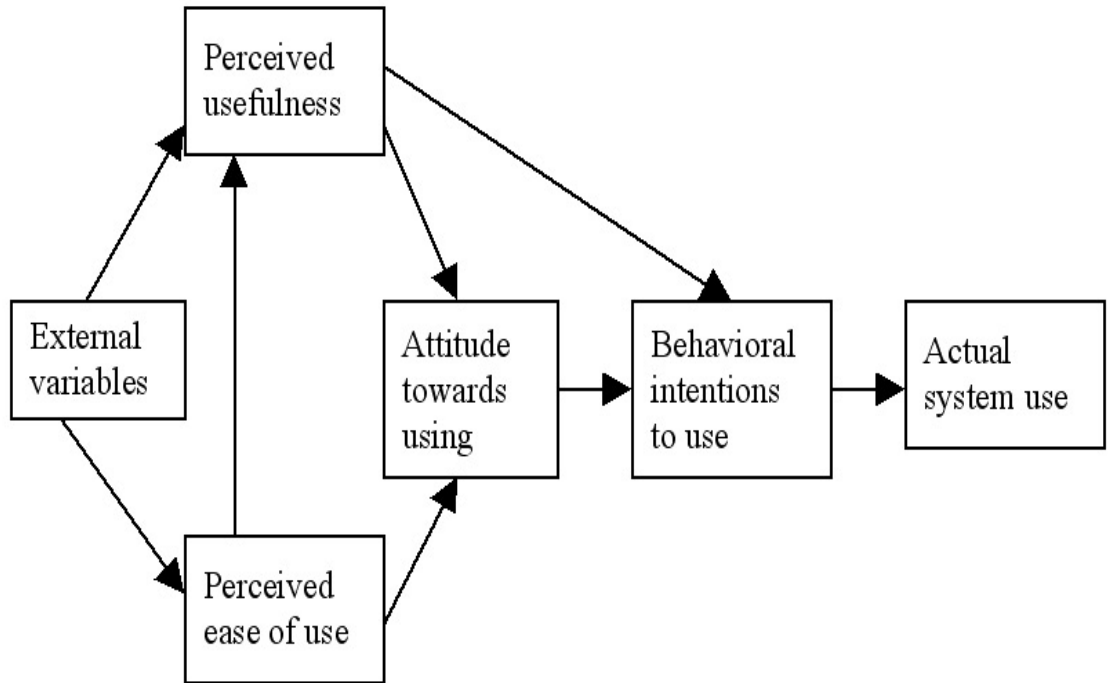 Perceived
usefulness
External
variables
Attitude
towards
using
Behavioral
intentions
to use
Actual
system use
Perceived
ease of use